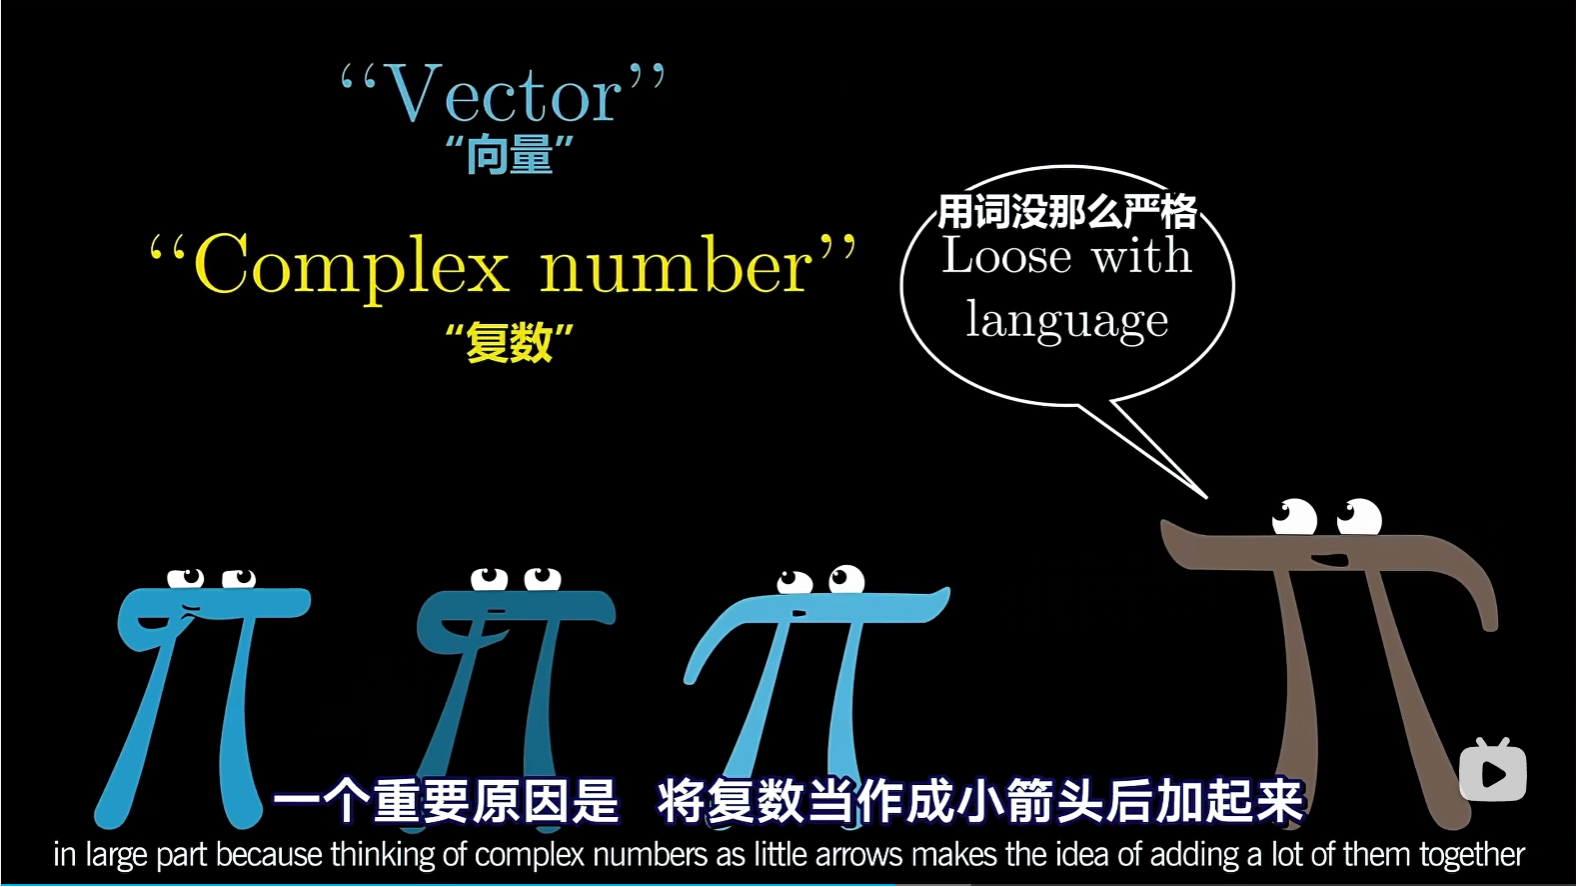 “Vector”
“向量”
“Complex number”
“复数”
用词没那么严格
Loose with
language
一个重要原因是 将复数当作成小箭头后加起来
in large part because thinking of complex numbers as little arrows makes the idea of adding a lot of them together